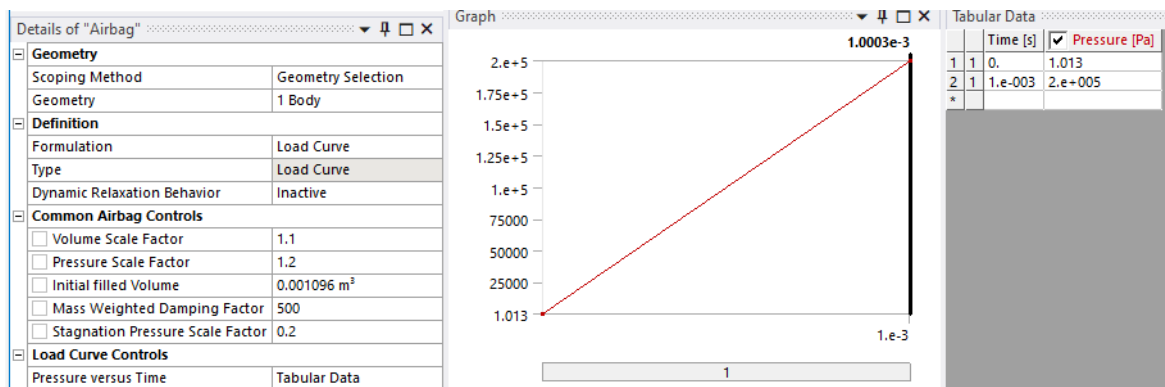 Details of "Airbag"
Geometry
Scoping Method Geometry Selection
Geometry 1 Body
Definition
Formulation Load Curve
Type Load Curve
Dynamic Relaxation Behavior Inactive
Common Airbag Controls
Volume Scale Factor 1.1
Pressure Scale Factor 1.2
Initial filled Volume 0.001096 m³
Mass Weighted Damping Factor 500
Stagnation Pressure Scale Factor 0.2
Load Curve Controls
Pressure versus Time Tabular Data
Graph
1.0003e-3
2.e+5
1.75e+5
1.5e+5
1.25e+5
1.e+5
75000
50000
25000
1.013
1.e-3
1
Tabular Data
Time [s] Pressure [Pa]
1 1 0. 1.013
2 1 1.e-003 2.e+005
*